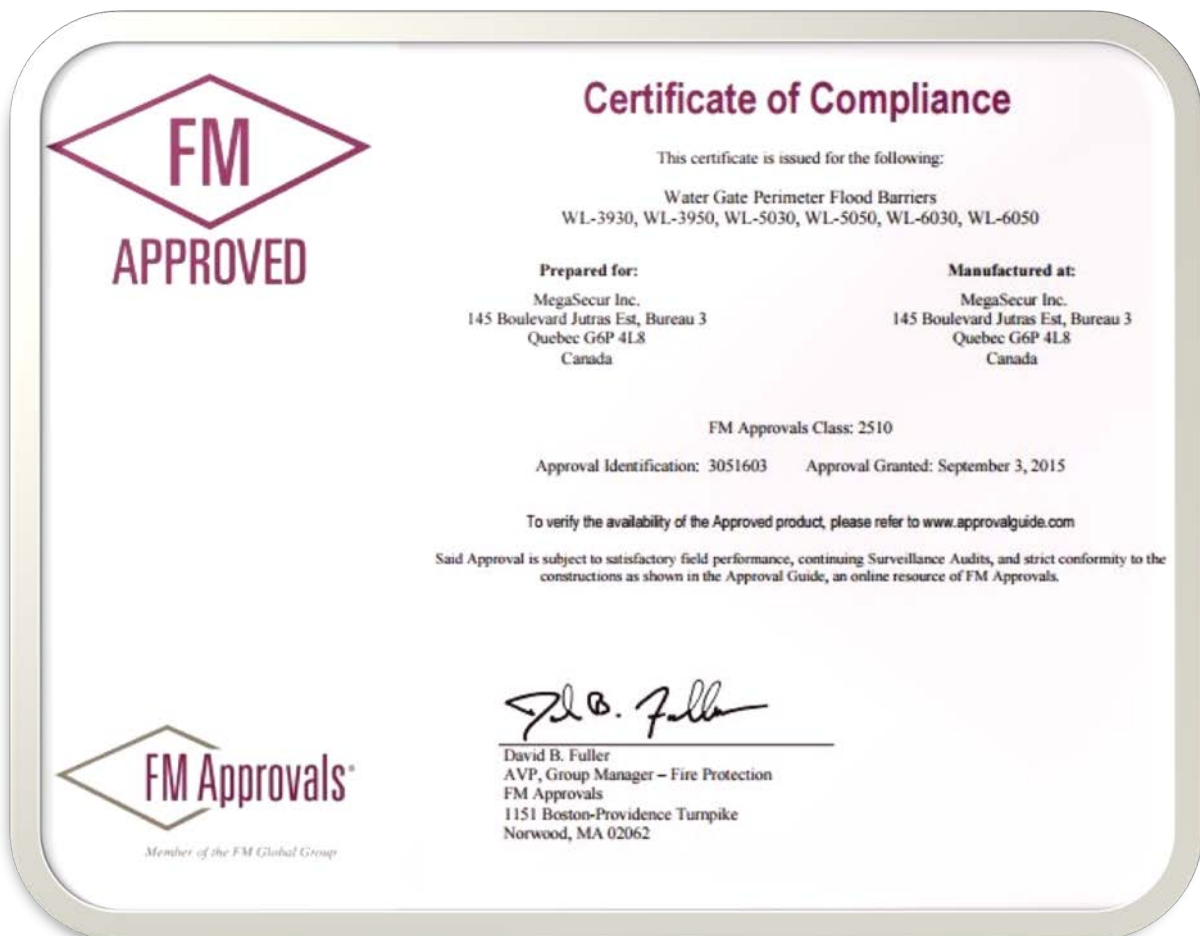 FM
APPROVED
Certificate of Compliance
This certificate is issued for the following:
Water Gate Perimeter Flood Barriers
WL-3930, WL-3950, WL-5030, WL-5050, WL-6030, WL-6050
Prepared for:
MegaSecur Inc.
145 Boulevard Jutras Est, Bureau 3
Quebec G6P 4L8
Canada
Manufactured at:
MegaSecur Inc.
145 Boulevard Jutras Est, Bureau 3
Quebec G6P 4L8
Canada
FM Approvals Class: 2510
Approval Identification: 3051603 Approval Granted: September 3, 2015
To verify the availability of the Approved product, please refer to www.approvalguide.com
Said Approval is subject to satisfactory field performance, continuing Surveillance Audits, and strict conformity to the
constructions as shown in the Approval Guide, an online resource of FM Approvals.
David B. Fuller
AVP, Group Manager – Fire Protection
FM Approvals
1151 Boston-Providence Turnpike
Norwood, MA 02062
FM Approvals
Member of the FM Global Group